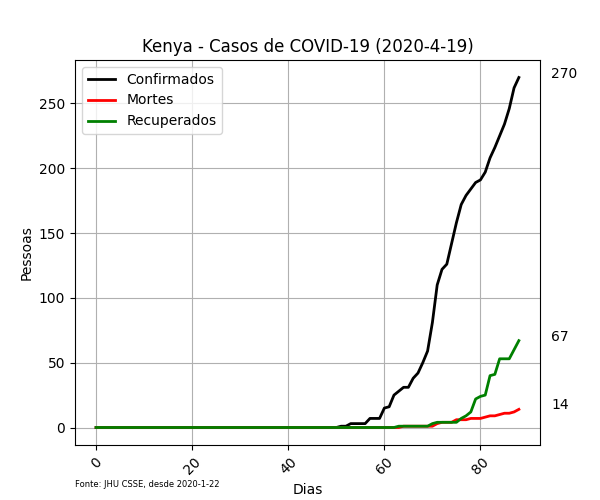 Kenya - Casos de COVID-19 (2020-4-19)
Confirmados
Mortes
Recuperados
270
67
14
250
200
150
100
50
0
Pessoas
0 20 40 60 80
Dias
Fonte: JHU CSSE, desde 2020-1-22